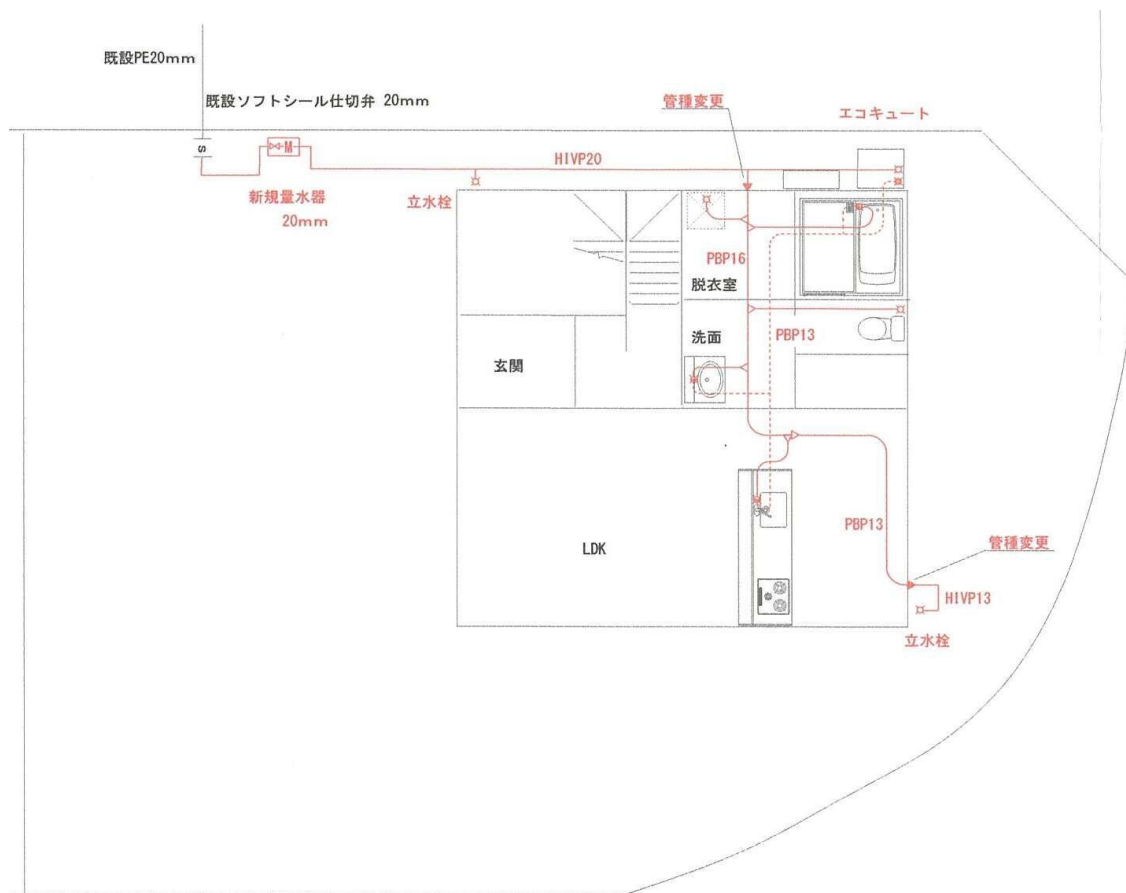 既設PE20mm
既設ソフトシール仕切弁 20mm
管種変更
エコキュート
S
M
HIVP20
新規量水器
20mm
立水栓
PBP16
脱衣室
洗面
PBP13
玄関
LDK
PBP13
管種変更
HIVP13
立水栓